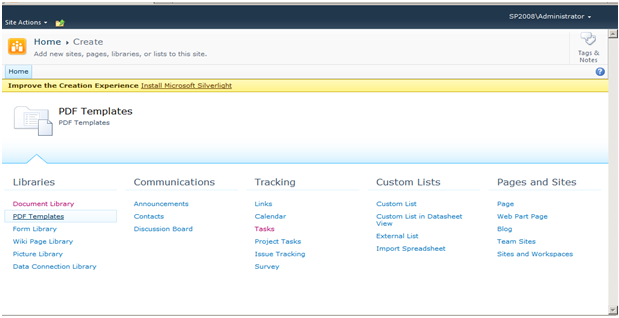 SP2008\Administrator
Site Actions
Home › Create
Add new sites, pages, libraries, or lists to this site.
Tags & Notes
Home
Improve the Creation Experience Install Microsoft Silverlight
PDF Templates
PDF Templates
Libraries
Document Library
PDF Templates
Form Library
Wiki Page Library
Picture Library
Data Connection Library
Communications
Announcements
Contacts
Discussion Board
Tracking
Links
Calendar
Tasks
Project Tasks
Issue Tracking
Survey
Custom Lists
Custom List
Custom List in Datasheet
View
External List
Import Spreadsheet
Pages and Sites
Page
Web Part Page
Blog
Team Sites
Sites and Workspaces